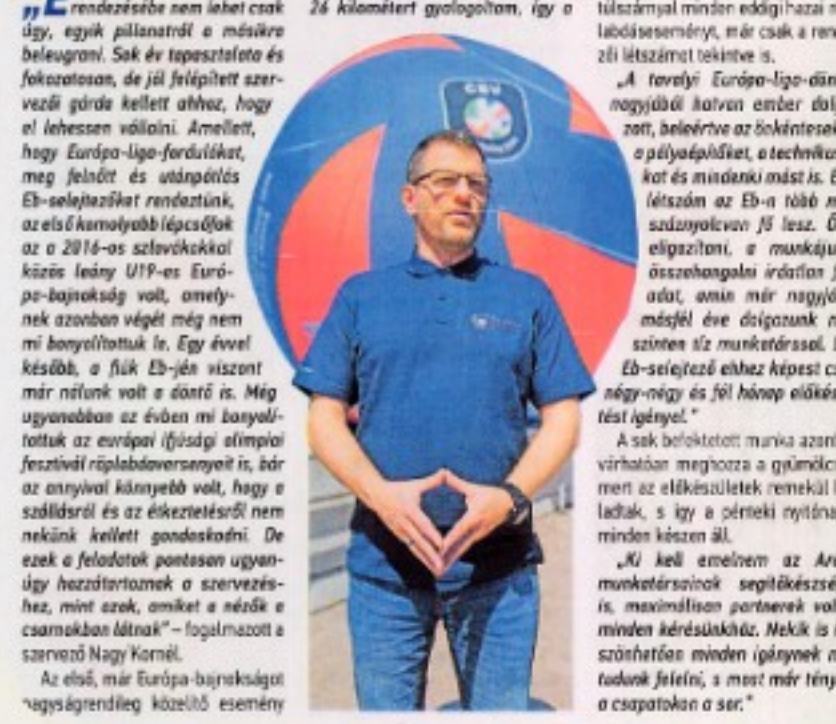 „E
rendezésébe nem lehet csak
úgy, egyik pillanatról a másikra
beleugrani. Sok év tapasztalata és
fokozatosan, de jól felépített szer-
vezői gárda kellett ahhoz, hogy
el lehessen vállalni. Amellett,
hogy Európa-liga-fordulókat,
meg felnőtt és utánpótlás
Eb-selejtezőket rendeztünk,
az első komolyabb lépcsőfok
az a 2016-os szlovákokkal
közös leány U19-es Euró-
pa-bajnokság volt, amely-
nek azonban végét még nem
mi bonyolítottuk le. Egy évvel
később, a fiúk Eb-jén viszont
már nálunk volt a döntő is. Még
ugyanabban az évben mi bonyolí-
tottuk az európai ifjúsági olimpiai
fesztivál röplabdaversenyeit is, bár
az annyival könnyebb volt, hogy a
szállásról és az étkeztetésről nem
nekünk kellett gondoskodni. De
ezek a feladatok pontosan ugyan-
úgy hozzátartoznak a szervezés-
hez, mint azok, amiket a nézők a
csarnokban látnak” – fogalmazott a
szervező Nagy Kornél.
Az első, már Európa-bajnokságot
nagyságrendileg közelítő esemény
26 kilométert gyalogoltam, így a
CEV
túlszárnyal minden eddigi hazai
labdaeseményt, már csak a
zői létszámot tekintve is.
„A tavalyi Európa-liga-
nagyjából hatvan ember
zott, beleértve az önkéntese
a pályaépítőket, a techniku
kat és mindenki mást is.
létszám az Eb-n több
száznyolcvan fő lesz.
eligazítani, a munkáju
összehangolni irdatlan
adat, amin már nagyjá
másfél éve dolgozunk
szinten tíz munkatárssal.
Eb-selejtező ehhez képest
négy-négy és fél hónap előké
tést igényel.”
A sok befektetett munka azon
várhatóan meghozza a gyümölc
mert az előkészületek remekül
ladtak, s így a pénteki nyitóna
minden készen áll.
„Ki kell emelnem az
munkatársainak segítőkészsé
is, maximálisan partnerek
minden kérésünkhöz. Nekik is
szönhetően minden igénynek
tudunk felelni, s most már tény
a csapatokon a sor.”